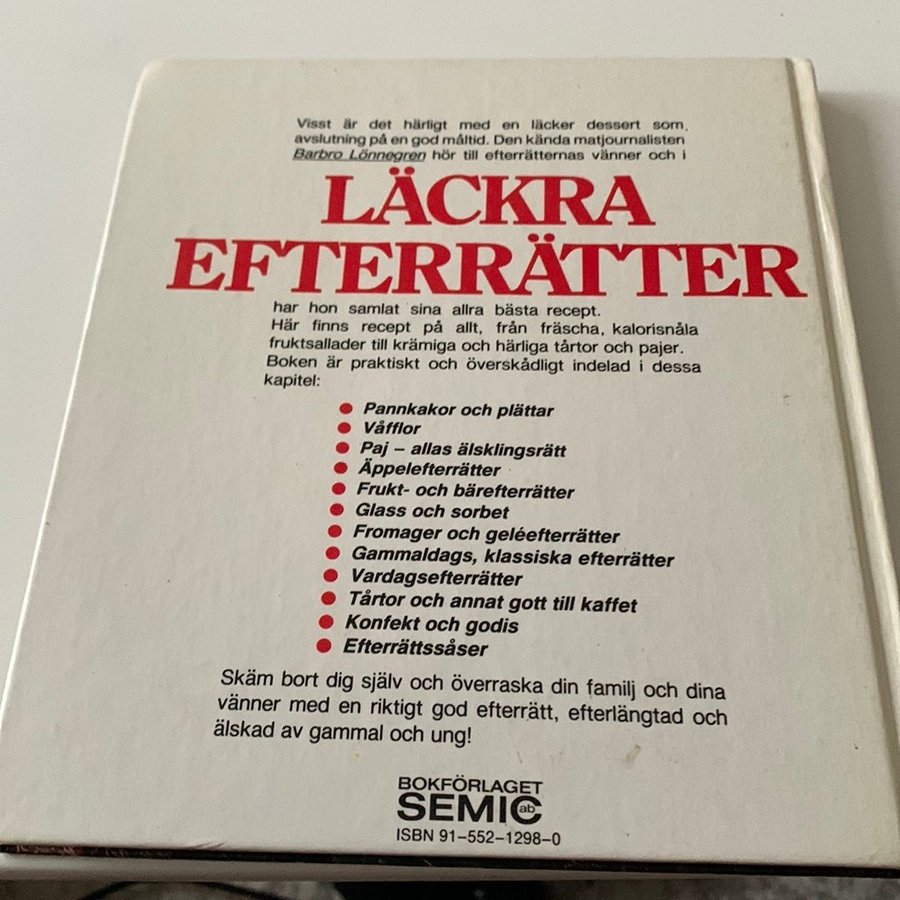 Visst är det härligt med en läcker dessert som
avslutning på en god måltid. Den kända matjournalisten
Barbro Lönnegren hör till efterrätternas vänner och i
LÄCKRA
EFTERRÄTTER
har hon samlat sina allra bästa recept.
Här finns recept på allt, från fräscha, kalorisnåla
fruktsallader till krämiga och härliga tårtor och pajer.
Boken är praktiskt och överskådligt indelad i dessa
kapitel:
● Pannkakor och plättar
● Våfflor
● Paj – allas älsklingsrätt
● Äppelefterrätter
● Frukt- och bärefterrätter
● Glass och sorbet
● Fromager och geléefterrätter
● Gammaldags, klassiska efterrätter
● Vardagsefterrätter
● Tårtor och annat gott till kaffet
● Konfekt och godis
● Efterrättssåser
Skäm bort dig själv och överraska din familj och dina
vänner med en riktigt god efterrätt, efterlängtad och
älskad av gammal och ung!
BOKFÖRLAGET
SEMIC ab
ISBN 91–552–1298–0